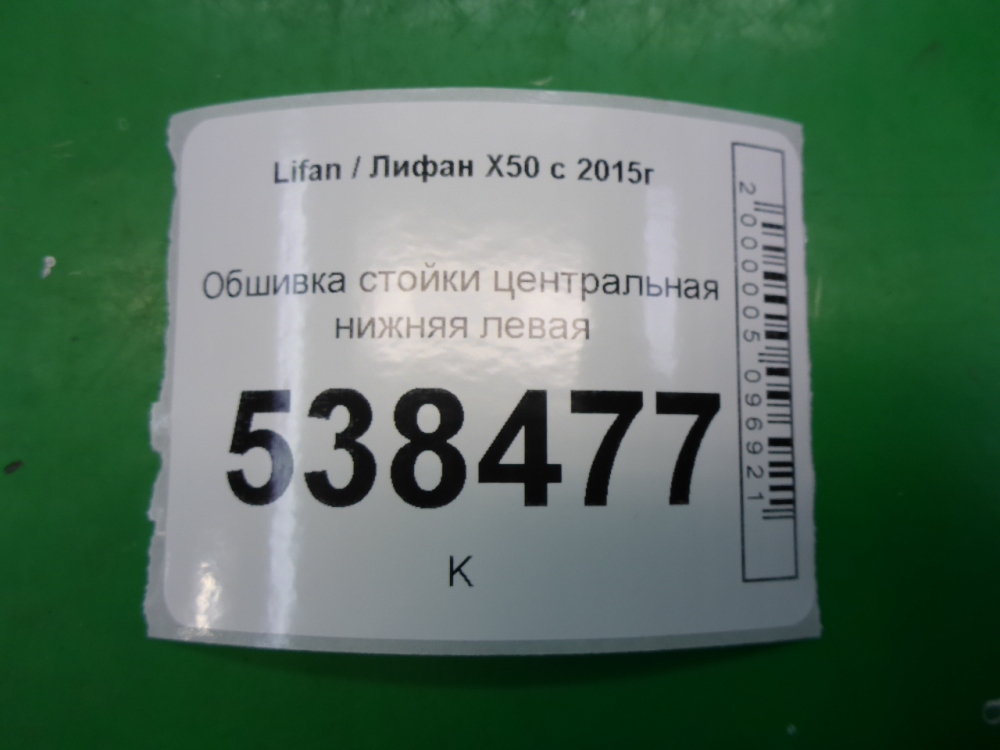 Lifan / Лифан X50 с 2015г
Обшивка стойки центральная
нижняя левая
538477
K
2000005096921